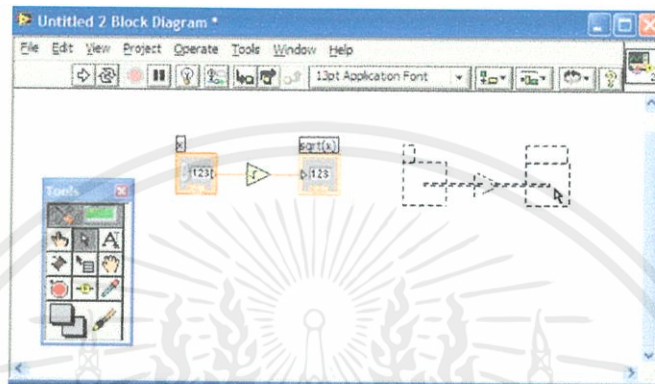 Untitled 2 Block Diagram *
File Edit View Project Operate Tools Window Help
13pt Application Font
x
sqrt(x)
123
123
Tools
A
2